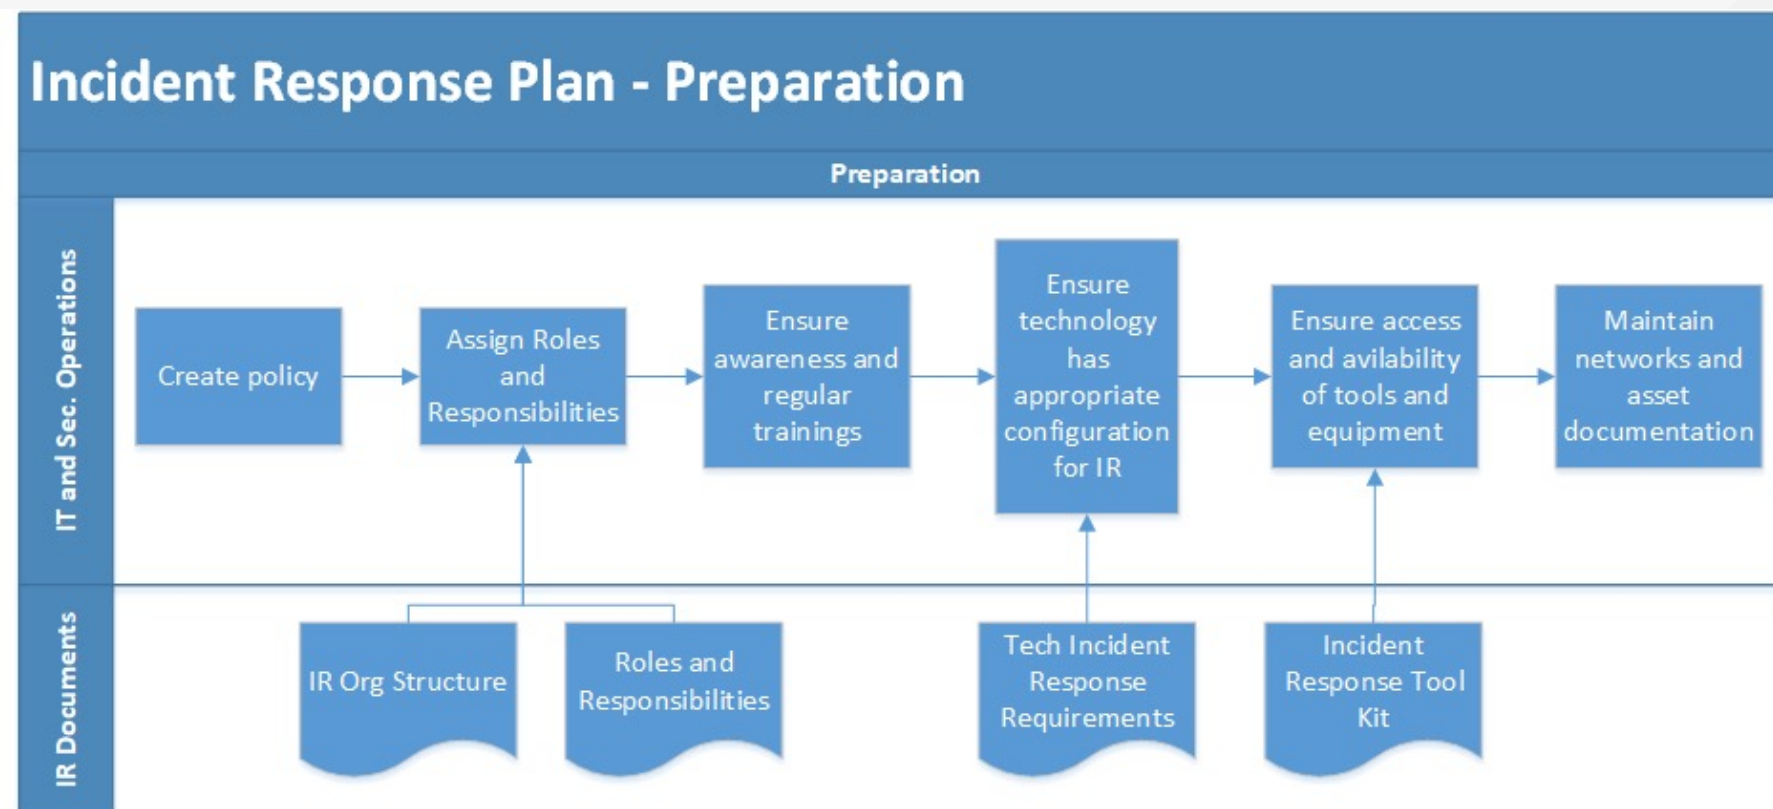 Incident Response Plan - Preparation
Preparation
IT and Sec. Operations
Create policy
Assign Roles
and
Responsibilities
Ensure
awareness and
regular
trainings
Ensure
technology
has
appropriate
configuration
for IR
Ensure access
and avilability
of tools and
equipment
Maintain
networks and
asset
documentation
IR Documents
IR Org Structure
Roles and
Responsibilities
Tech Incident
Response
Requirements
Incident
Response Tool
Kit